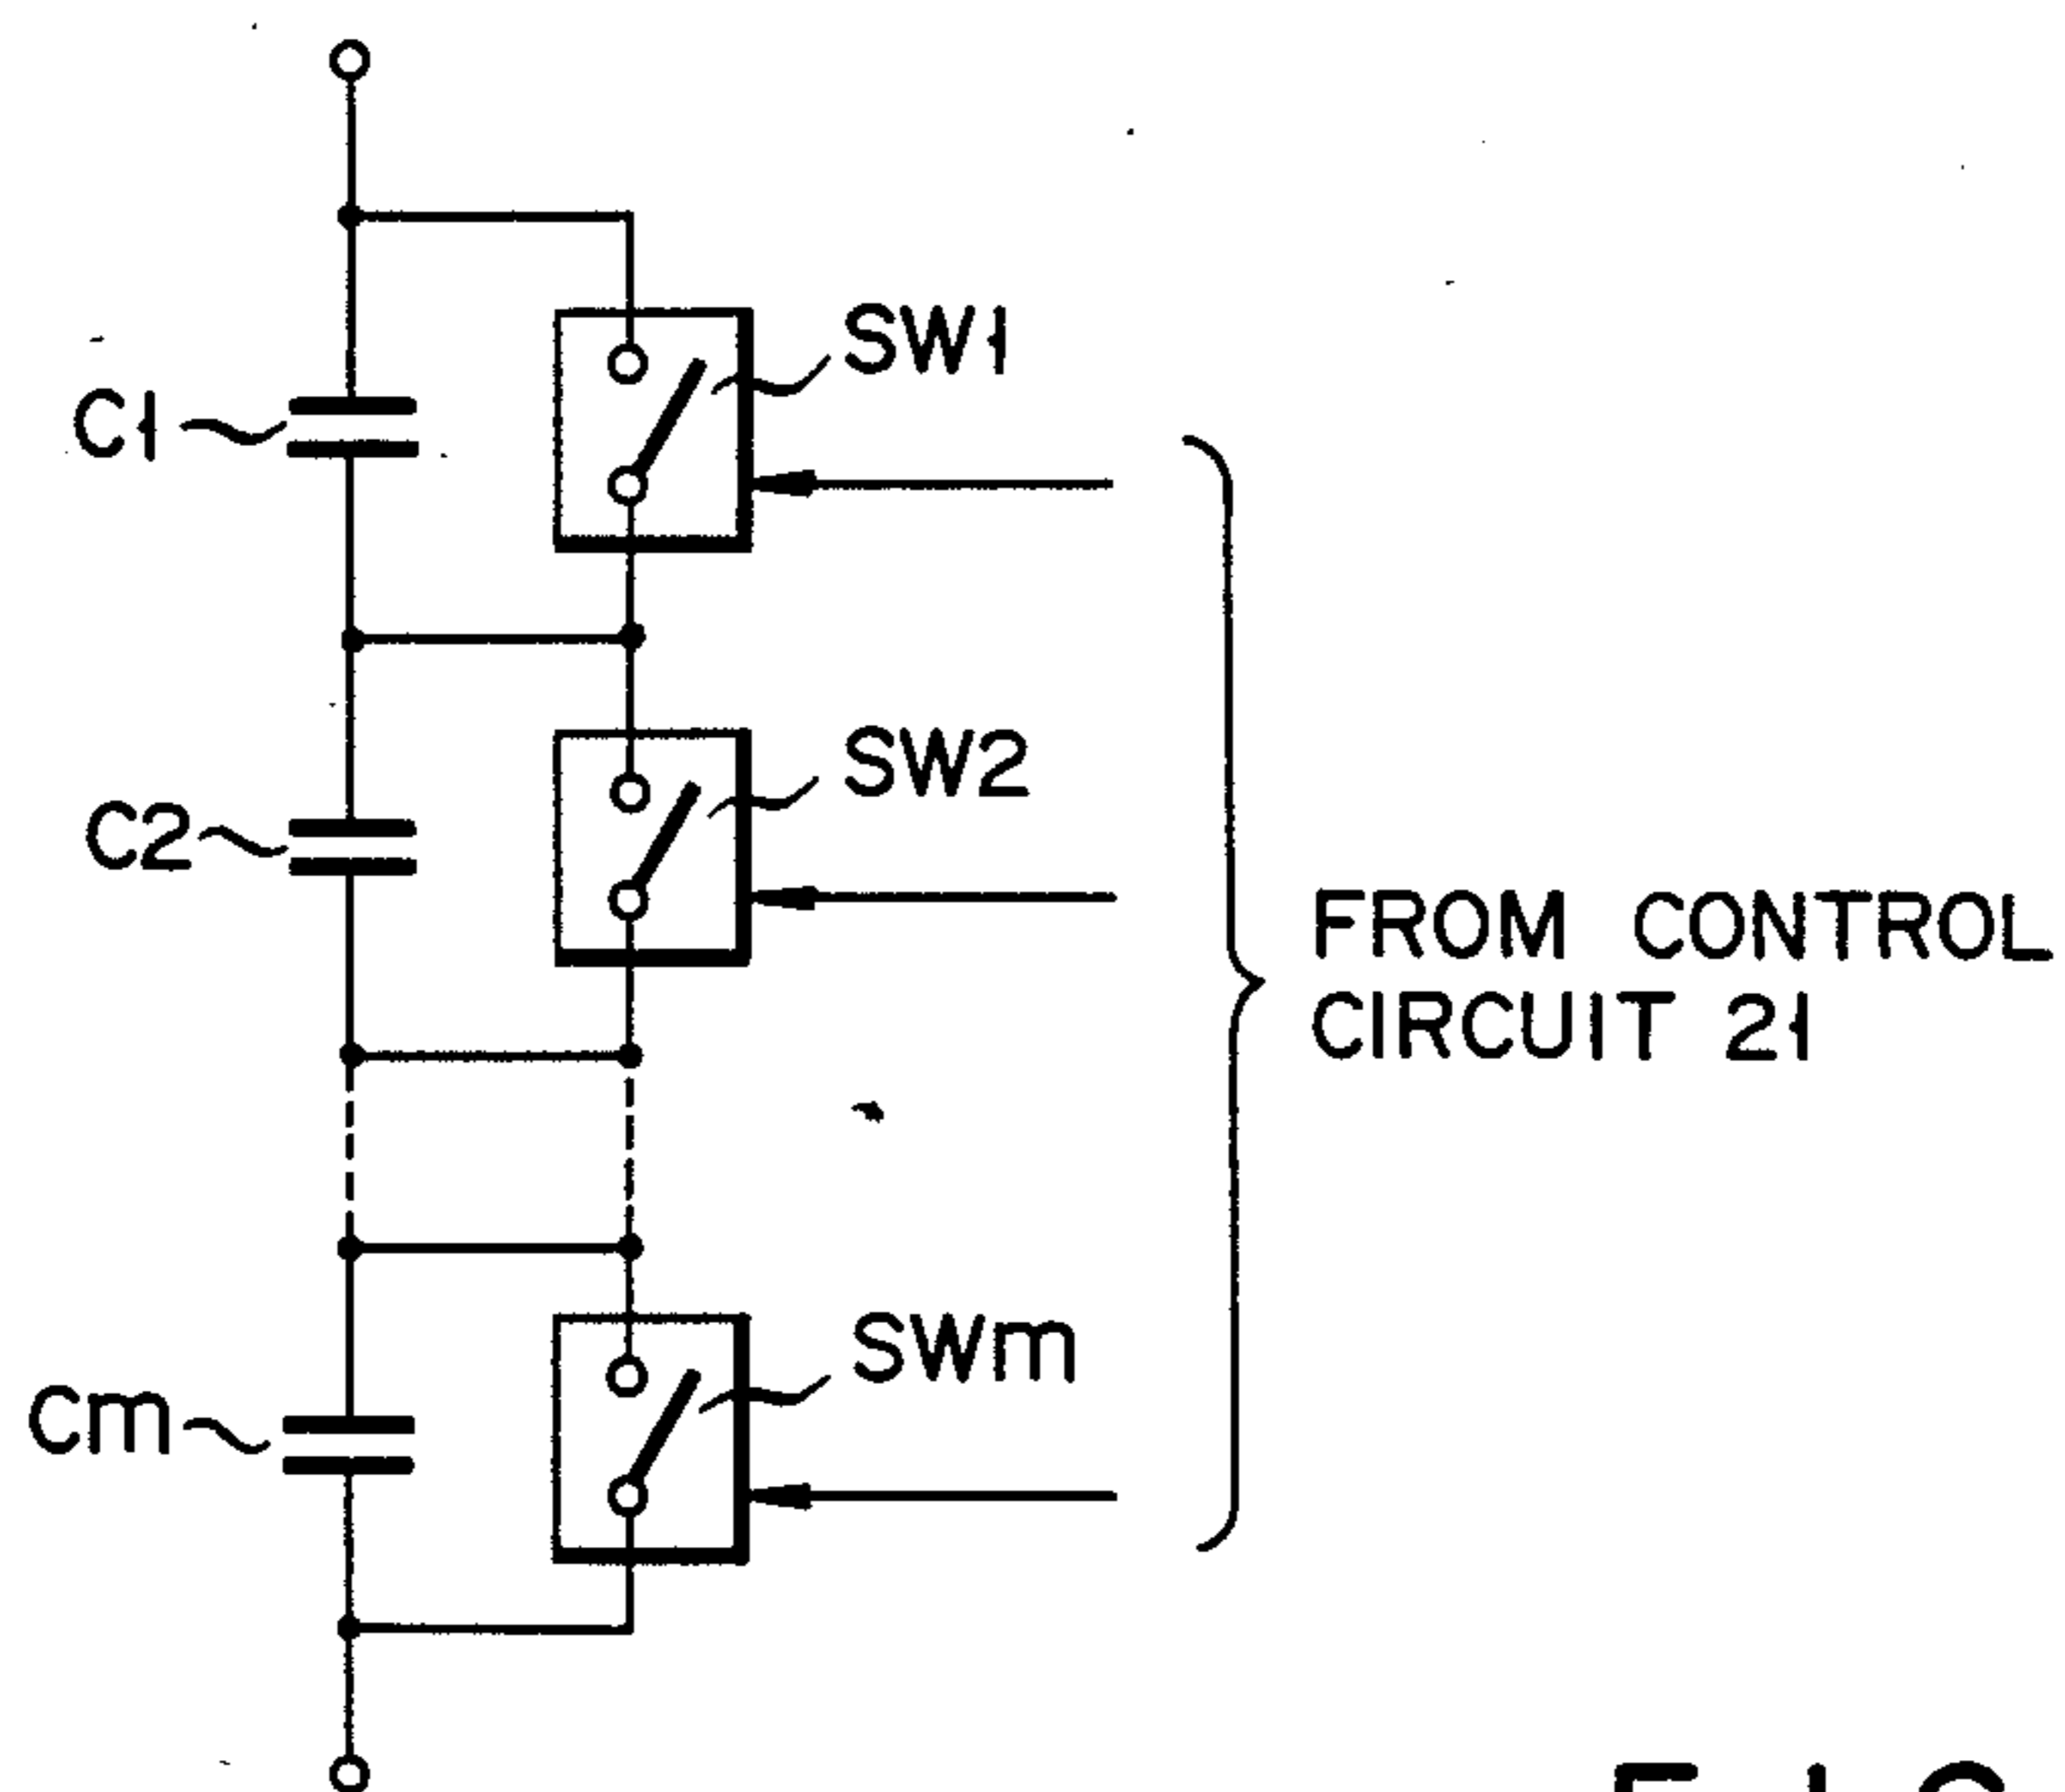 SW1
C1
SW2
C2
FROM CONTROL
CIRCUIT 21
SWm
Cm